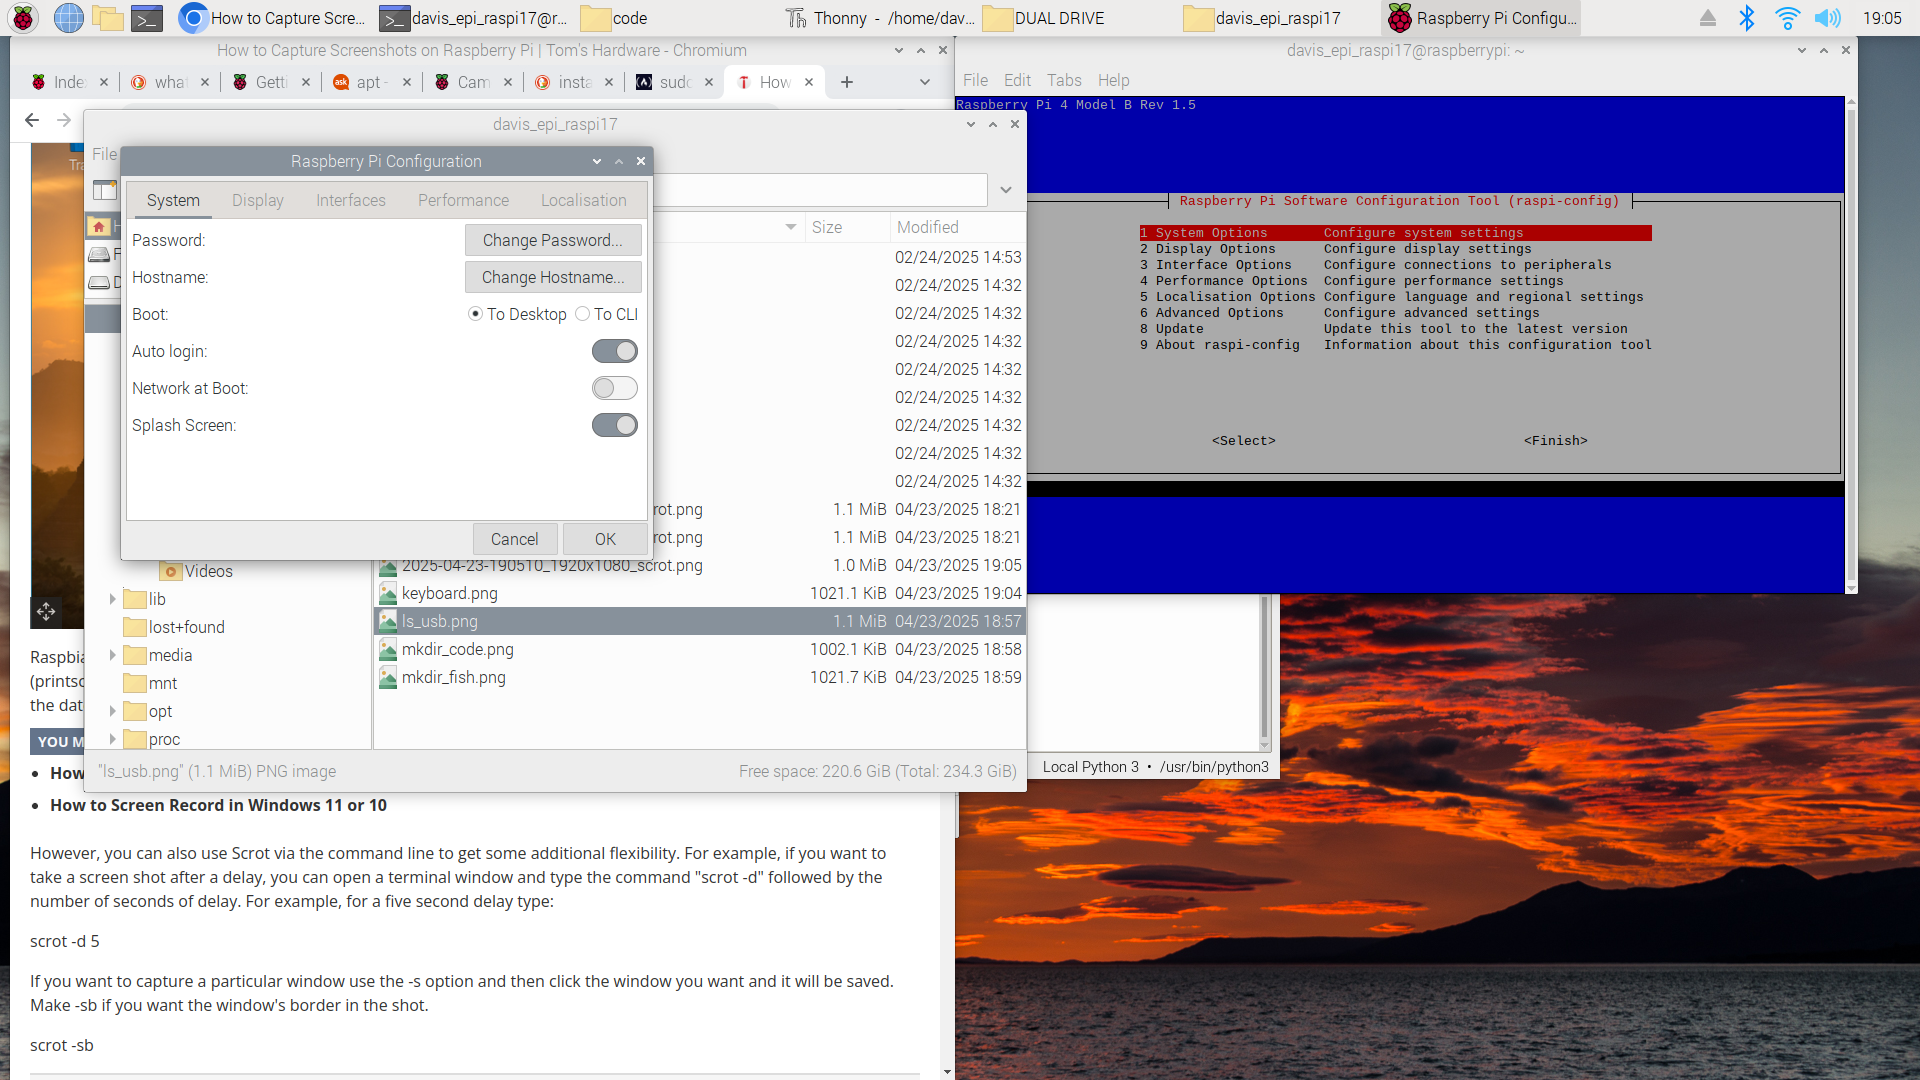 How to Capture Scre...
davis_epi_raspi17@r...
code
Thonny - /home/dav...
DUAL DRIVE
davis_epi_raspi17
Raspberry Pi Configu...
19:05
How to Capture Screenshots on Raspberry Pi | Tom's Hardware - Chromium
Inde
what
Getti
apt -
Cam
insta
sudo
How
davis_epi_raspi17
File
Raspberry Pi Configuration
System
Display
Interfaces
Performance
Localisation
Password:
Change Password...
Hostname:
Change Hostname...
Boot:
To Desktop
To CLI
Auto login:
Network at Boot:
Splash Screen:
Cancel
OK
Size
Modified
02/24/2025 14:53
02/24/2025 14:32
02/24/2025 14:32
02/24/2025 14:32
02/24/2025 14:32
02/24/2025 14:32
02/24/2025 14:32
02/24/2025 14:32
02/24/2025 14:32
rot.png 1.1 MiB 04/23/2025 18:21
rot.png 1.1 MiB 04/23/2025 18:21
2025-04-23-190510_1920x1080_scrot.png 1.0 MiB 04/23/2025 19:05
keyboard.png 1021.1 KiB 04/23/2025 19:04
ls_usb.png 1.1 MiB 04/23/2025 18:57
mkdir_code.png 1002.1 KiB 04/23/2025 18:58
mkdir_fish.png 1021.7 KiB 04/23/2025 18:59
Videos
lib
lost+found
media
mnt
opt
proc
"ls_usb.png" (1.1 MiB) PNG image
Free space: 220.6 GiB (Total: 234.3 GiB)
Raspbia
(printsc
the dat
YOU M
How
How to Screen Record in Windows 11 or 10
However, you can also use Scrot via the command line to get some additional flexibility. For example, if you want to
take a screen shot after a delay, you can open a terminal window and type the command "scrot -d" followed by the
number of seconds of delay. For example, for a five second delay type:
scrot -d 5
If you want to capture a particular window use the -s option and then click the window you want and it will be saved.
Make -sb if you want the window's border in the shot.
scrot -sb
davis_epi_raspi17@raspberrypi: ~
File Edit Tabs Help
Raspberry Pi 4 Model B Rev 1.5
Raspberry Pi Software Configuration Tool (raspi-config)
1 System Options Configure system settings
2 Display Options Configure display settings
3 Interface Options Configure connections to peripherals
4 Performance Options Configure performance settings
5 Localisation Options Configure language and regional settings
6 Advanced Options Configure advanced settings
8 Update Update this tool to the latest version
9 About raspi-config Information about this configuration tool
<Select>
<Finish>
Local Python 3 • /usr/bin/python3